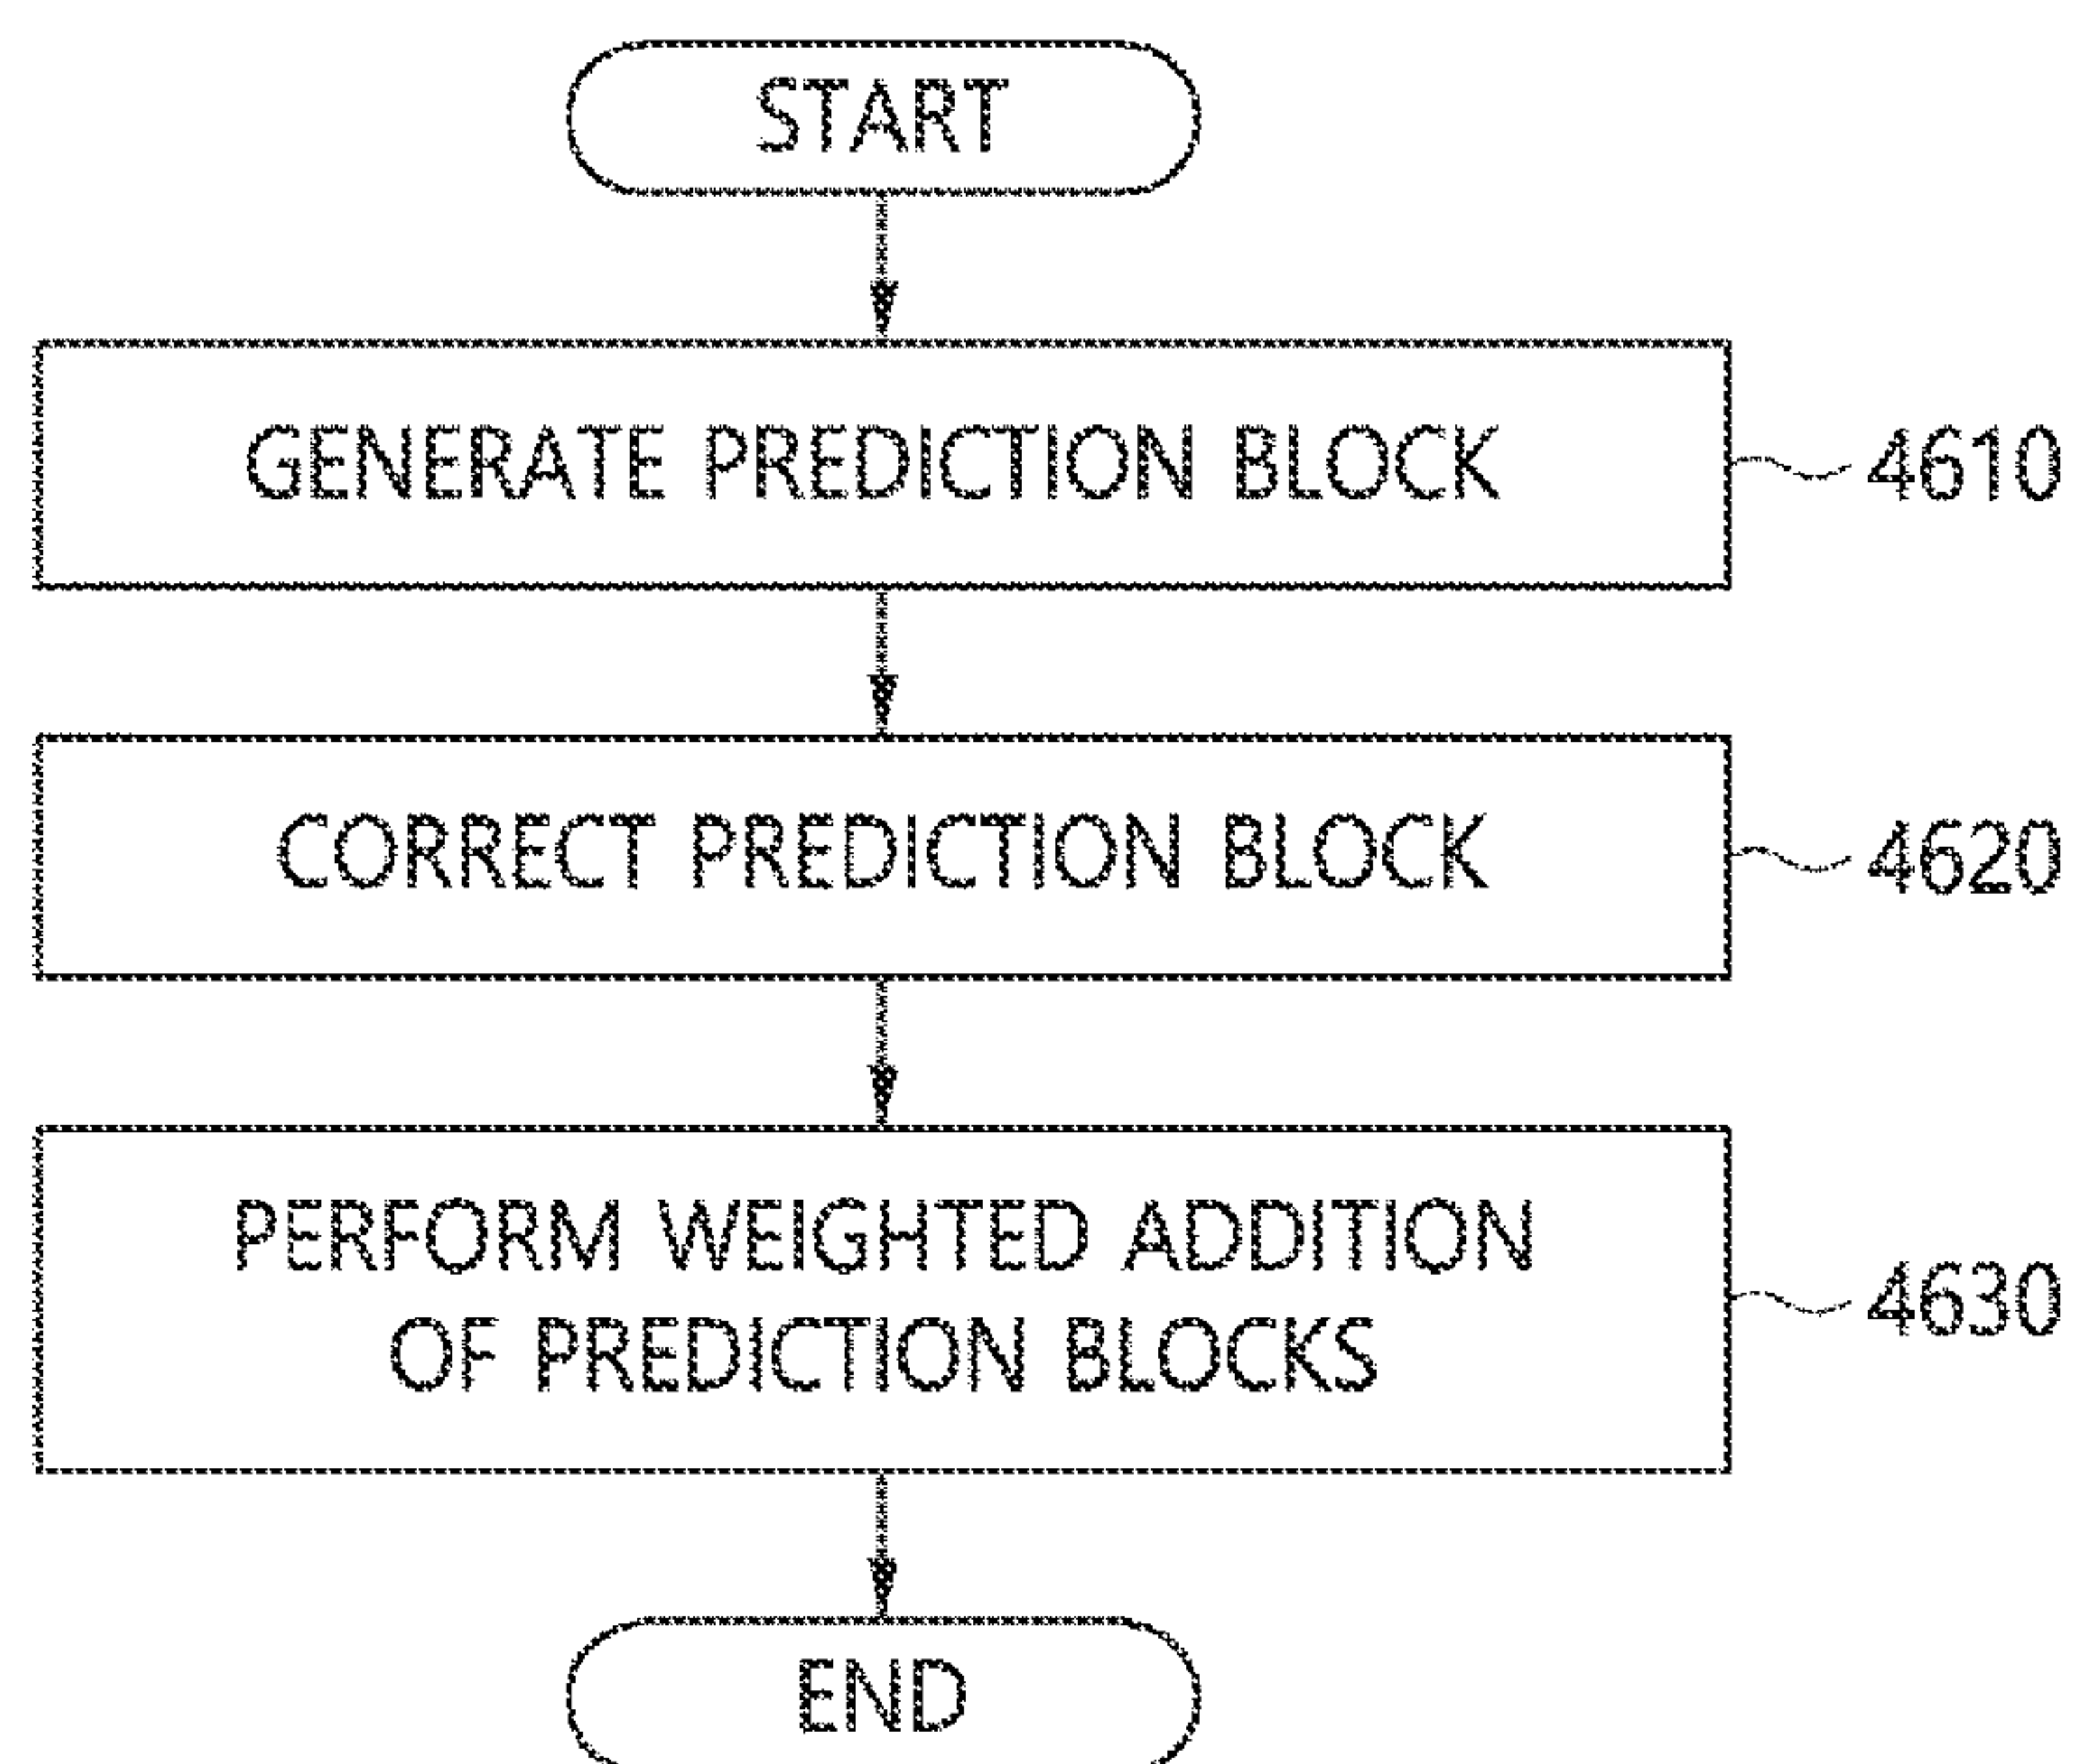 START
GENERATE PREDICTION BLOCK
4610
CORRECT PREDICTION BLOCK
4620
PERFORM WEIGHTED ADDITION
OF PREDICTION BLOCKS
4630
END